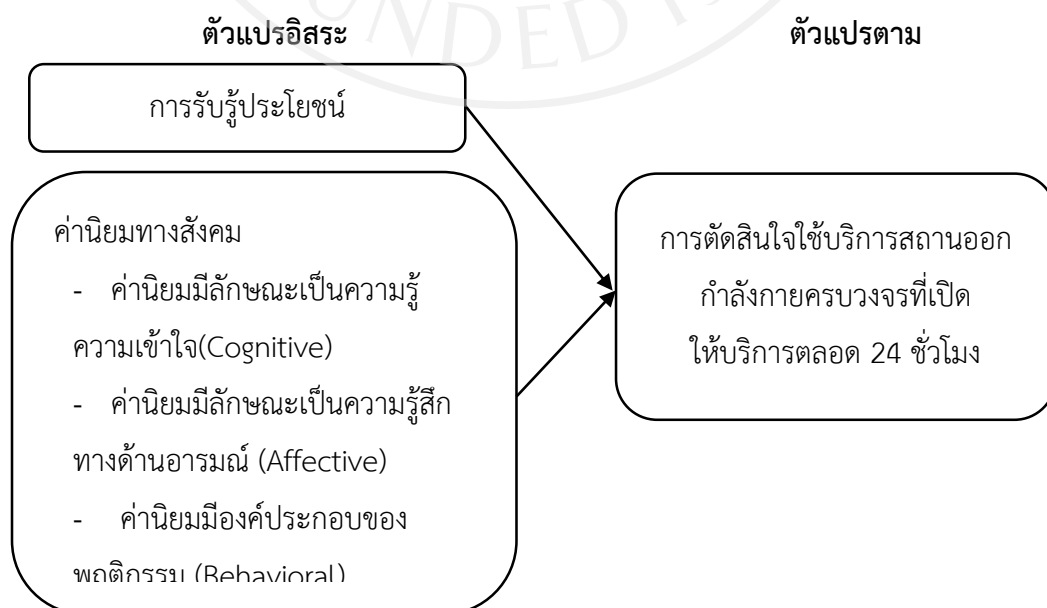 UNDED
ตัวแปรอิสระ
ตัวแปรตาม
การรับรู้ประโยชน์
ค่านิยมทางสังคม
- ค่านิยมมีลักษณะเป็นความรู้
ความเข้าใจ(Cognitive)
- ค่านิยมมีลักษณะเป็นความรู้สึก
ทางด้านอารมณ์ (Affective)
- ค่านิยมมีองค์ประกอบของ
พฤติกรรม (Behavioral)
การตัดสินใจใช้บริการสถานออก
กำลังกายครบวงจรที่เปิด
ให้บริการตลอด 24 ชั่วโมง